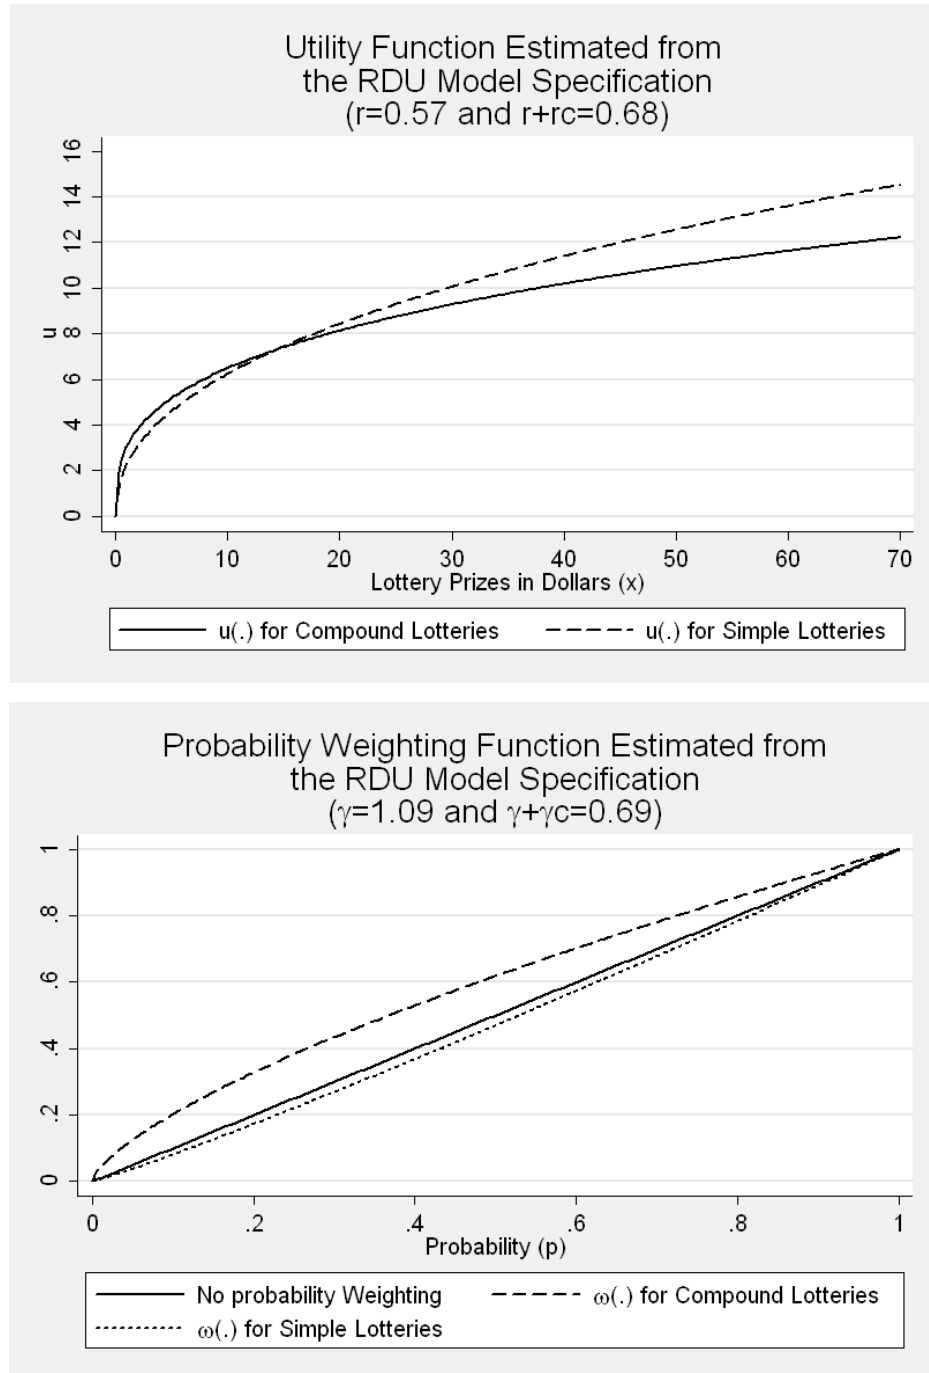 Utility Function Estimated from
the RDU Model Specification
(r=0.57 and r+rc=0.68)
16
14
12
10
8
6
4
2
0
u
0 10 20 30 40 50 60 70
Lottery Prizes in Dollars (x)
u(.) for Compound Lotteries u(.) for Simple Lotteries
Probability Weighting Function Estimated from
the RDU Model Specification
(γ=1.09 and γ+γc=0.69)
1
.8
.6
.4
.2
0
0 .2 .4 .6 .8 1
Probability (p)
No probability Weighting ω(.) for Compound Lotteries
ω(.) for Simple Lotteries